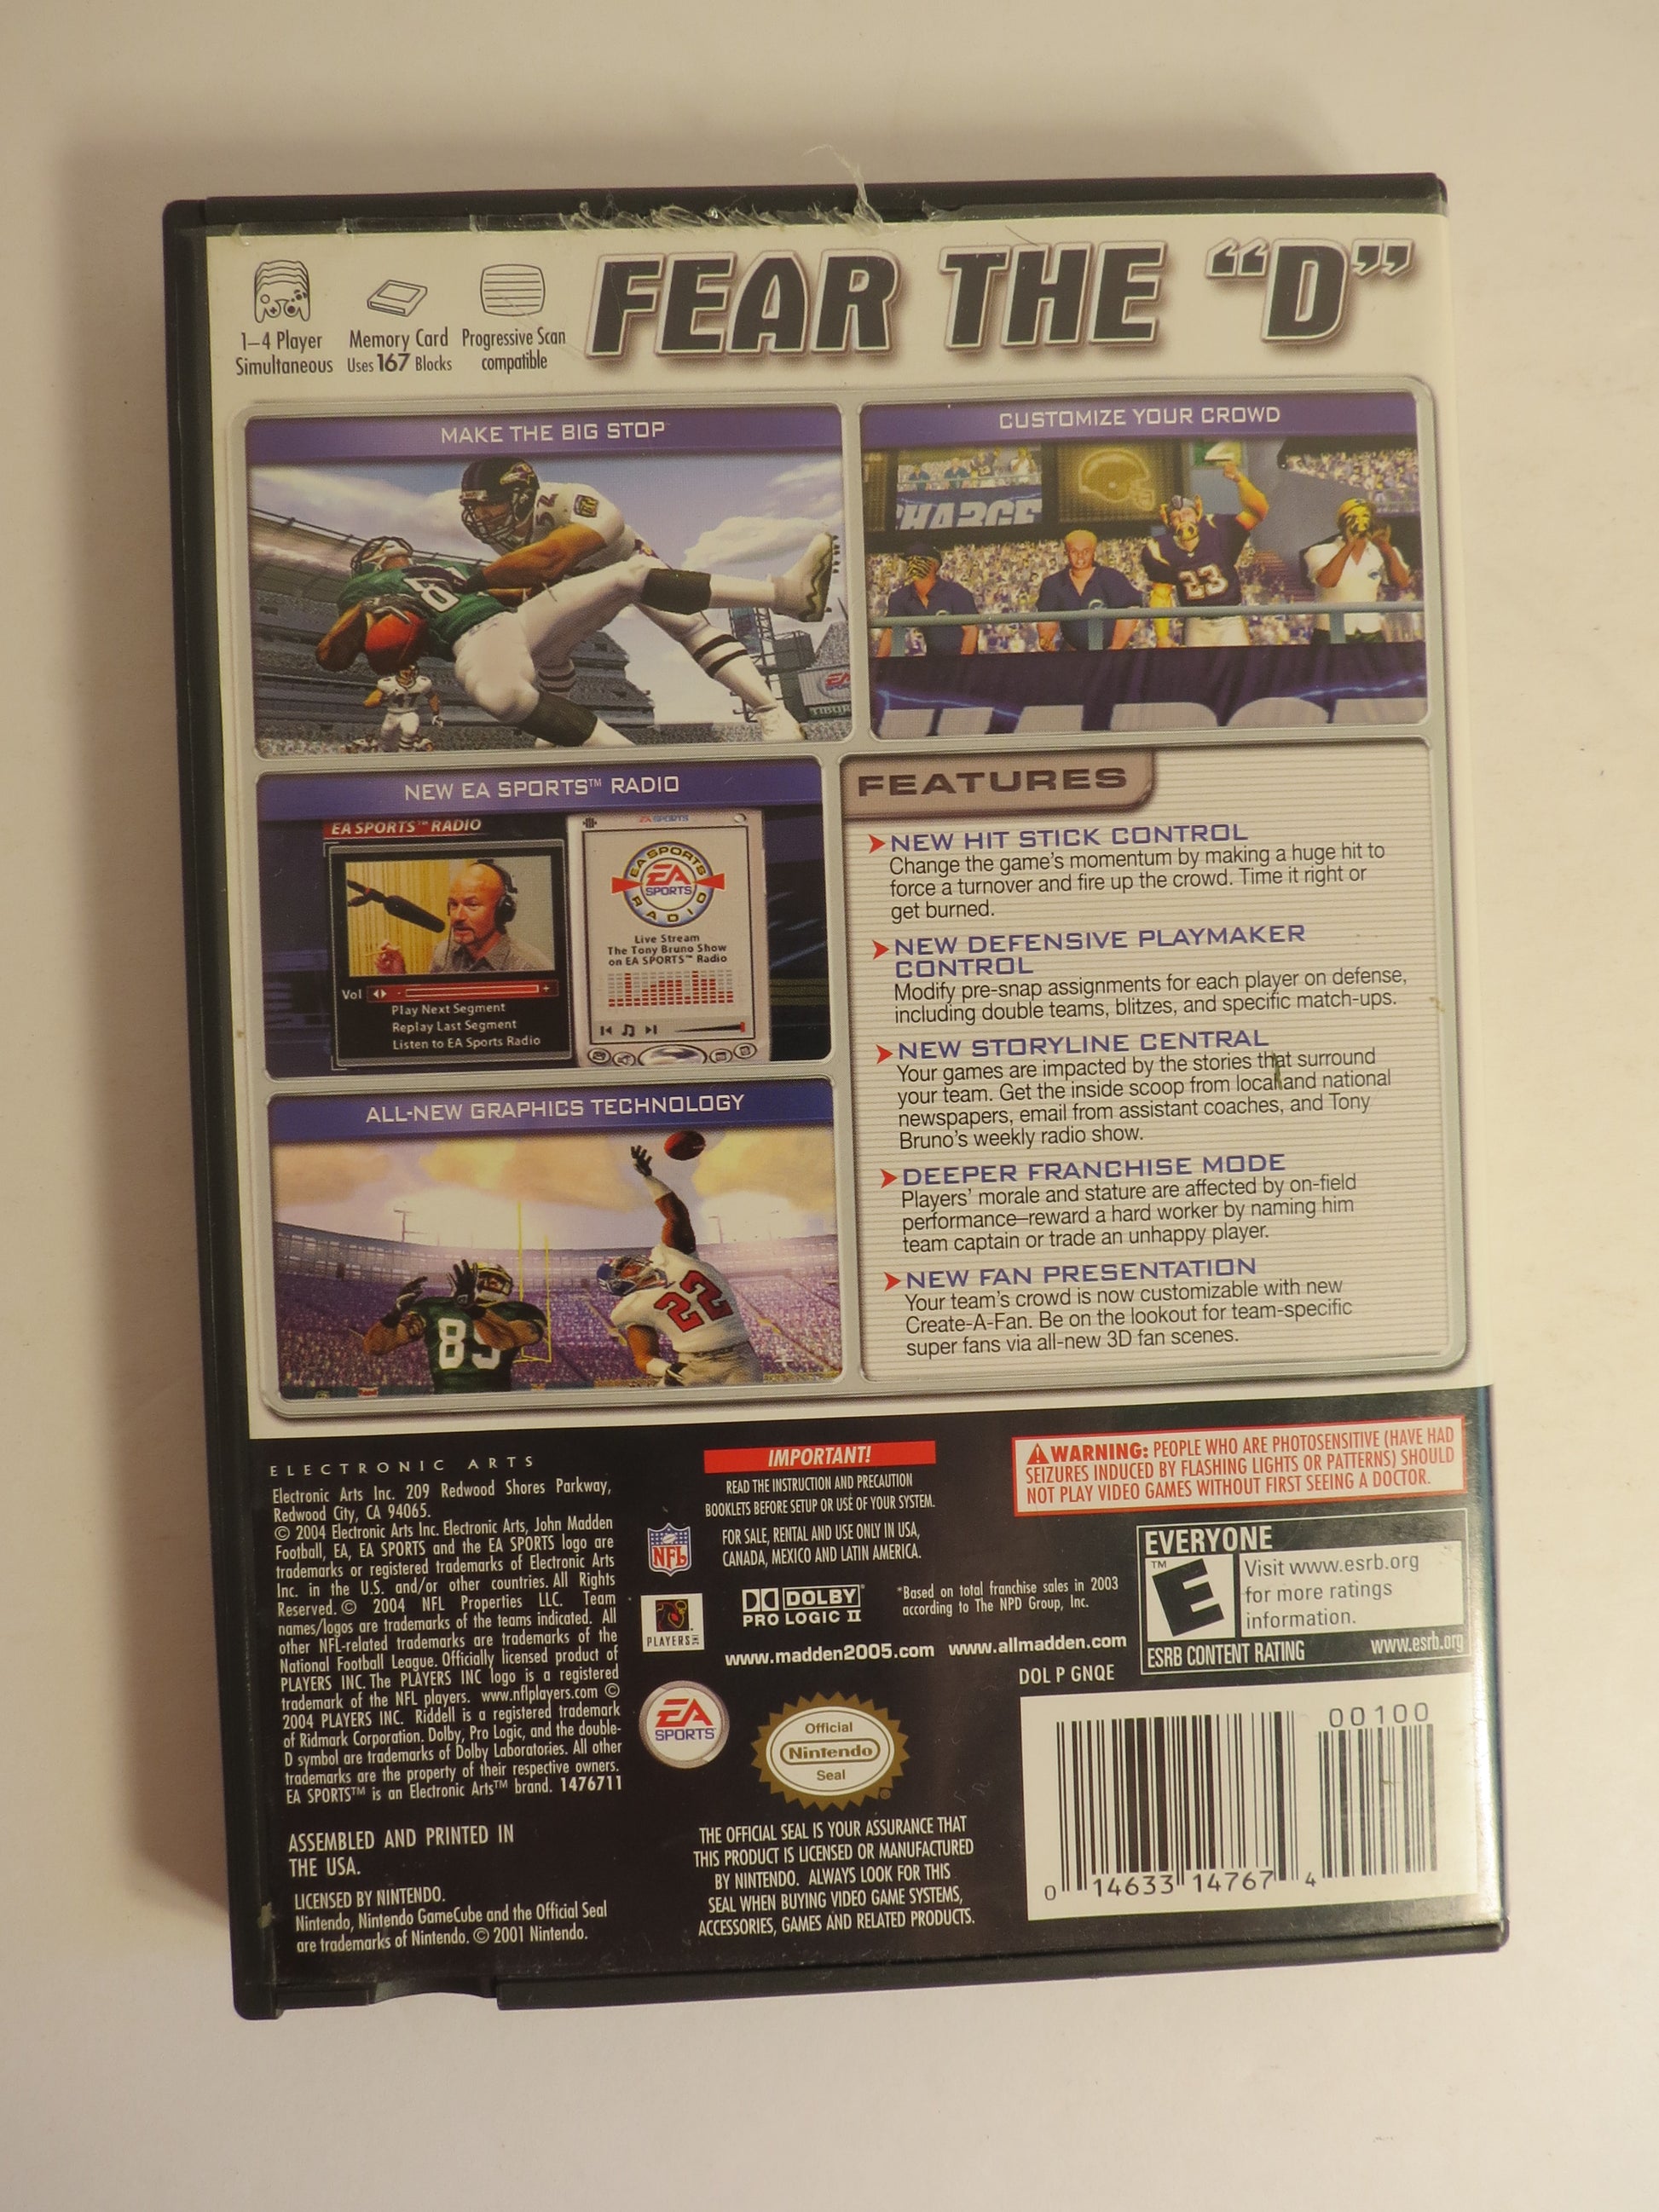 FEAR THE “D”
1–4 Player
Simultaneous
Memory Card
Uses 167 Blocks
Progressive Scan
compatible
MAKE THE BIG STOP
52
8
EA
CUSTOMIZE YOUR CROWD
CHARGE
23
NEW EA SPORTS™ RADIO
EA SPORTS™ RADIO
Vol
Play Next Segment
Replay Last Segment
Listen to EA Sports Radio
EA SPORTS
EA SPORTS
EA
SPORTS
RADIO
Live Stream
The Tony Bruno Show
on EA SPORTS™ Radio
ALL-NEW GRAPHICS TECHNOLOGY
89
22
FEATURES
NEW HIT STICK CONTROL
Change the game’s momentum by making a huge hit to
force a turnover and fire up the crowd. Time it right or
get burned.
NEW DEFENSIVE PLAYMAKER
CONTROL
Modify pre-snap assignments for each player on defense,
including double teams, blitzes, and specific match-ups.
NEW STORYLINE CENTRAL
Your games are impacted by the stories that surround
your team. Get the inside scoop from local and national
newspapers, email from assistant coaches, and Tony
Bruno’s weekly radio show.
DEEPER FRANCHISE MODE
Players’ morale and stature are affected by on-field
performance–reward a hard worker by naming him
team captain or trade an unhappy player.
NEW FAN PRESENTATION
Your team’s crowd is now customizable with new
Create-A-Fan. Be on the lookout for team-specific
super fans via all-new 3D fan scenes.
ELECTRONIC ARTS
Electronic Arts Inc. 209 Redwood Shores Parkway,
Redwood City, CA 94065.
© 2004 Electronic Arts Inc. Electronic Arts, John Madden
Football, EA, EA SPORTS and the EA SPORTS logo are
trademarks or registered trademarks of Electronic Arts
Inc. in the U.S. and/or other countries. All Rights
Reserved. © 2004 NFL Properties LLC. Team
names/logos are trademarks of the teams indicated. All
other NFL-related trademarks are trademarks of the
National Football League. Officially licensed product of
PLAYERS INC. The PLAYERS INC logo is a registered
trademark of the NFL players. www.nflplayers.com ©
2004 PLAYERS INC. Riddell is a registered trademark
of Ridmark Corporation. Dolby, Pro Logic, and the double-
D symbol are trademarks of Dolby Laboratories. All other
trademarks are the property of their respective owners.
EA SPORTS™ is an Electronic Arts™ brand. 1476711
ASSEMBLED AND PRINTED IN
THE USA.
LICENSED BY NINTENDO.
Nintendo, Nintendo GameCube and the Official Seal
are trademarks of Nintendo. © 2001 Nintendo.
IMPORTANT!
READ THE INSTRUCTION AND PRECAUTION
BOOKLETS BEFORE SETUP OR USE OF YOUR SYSTEM.
FOR SALE, RENTAL AND USE ONLY IN USA,
CANADA, MEXICO AND LATIN AMERICA.
NFL
PLAYERS INC
DOLBY
PRO LOGIC II
*Based on total franchise sales in 2003
according to The NPD Group, Inc.
www.madden2005.com www.allmadden.com
DOL P GNQE
EA
SPORTS
Official
Nintendo
Seal
THE OFFICIAL SEAL IS YOUR ASSURANCE THAT
THIS PRODUCT IS LICENSED OR MANUFACTURED
BY NINTENDO. ALWAYS LOOK FOR THIS
SEAL WHEN BUYING VIDEO GAME SYSTEMS,
ACCESSORIES, GAMES AND RELATED PRODUCTS.
WARNING: PEOPLE WHO ARE PHOTOSENSITIVE (HAVE HAD
SEIZURES INDUCED BY FLASHING LIGHTS OR PATTERNS) SHOULD
NOT PLAY VIDEO GAMES WITHOUT FIRST SEEING A DOCTOR.
EVERYONE
™
E
Visit www.esrb.org
for more ratings
information.
ESRB CONTENT RATING www.esrb.org
00100
0 14633 14767 4